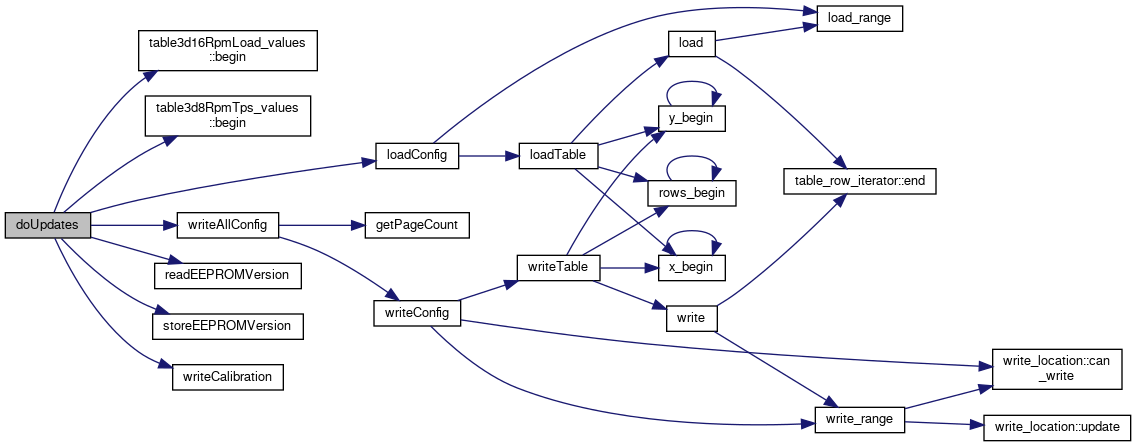 doUpdates
table3d16RpmLoad_values
::begin
table3d8RpmTps_values
::begin
loadConfig
writeAllConfig
readEEPROMVersion
storeEEPROMVersion
writeCalibration
getPageCount
writeConfig
loadTable
writeTable
load
y_begin
rows_begin
x_begin
write
load_range
table_row_iterator::end
write_range
write_location::can
_write
write_location::update